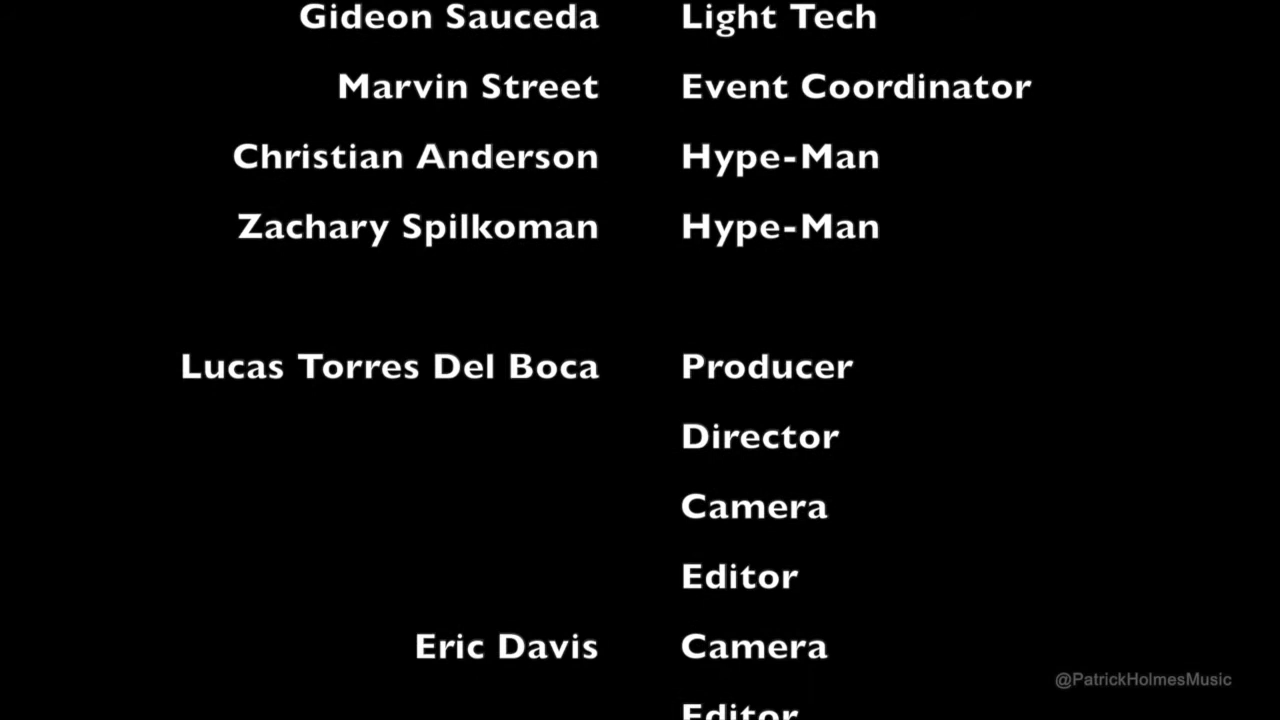 Gideon Sauceda Light Tech
Marvin Street Event Coordinator
Christian Anderson Hype-Man
Zachary Spilkoman Hype-Man
Lucas Torres Del Boca Producer
Director
Camera
Editor
Eric Davis Camera
@PatrickHolmesMusic
Editor